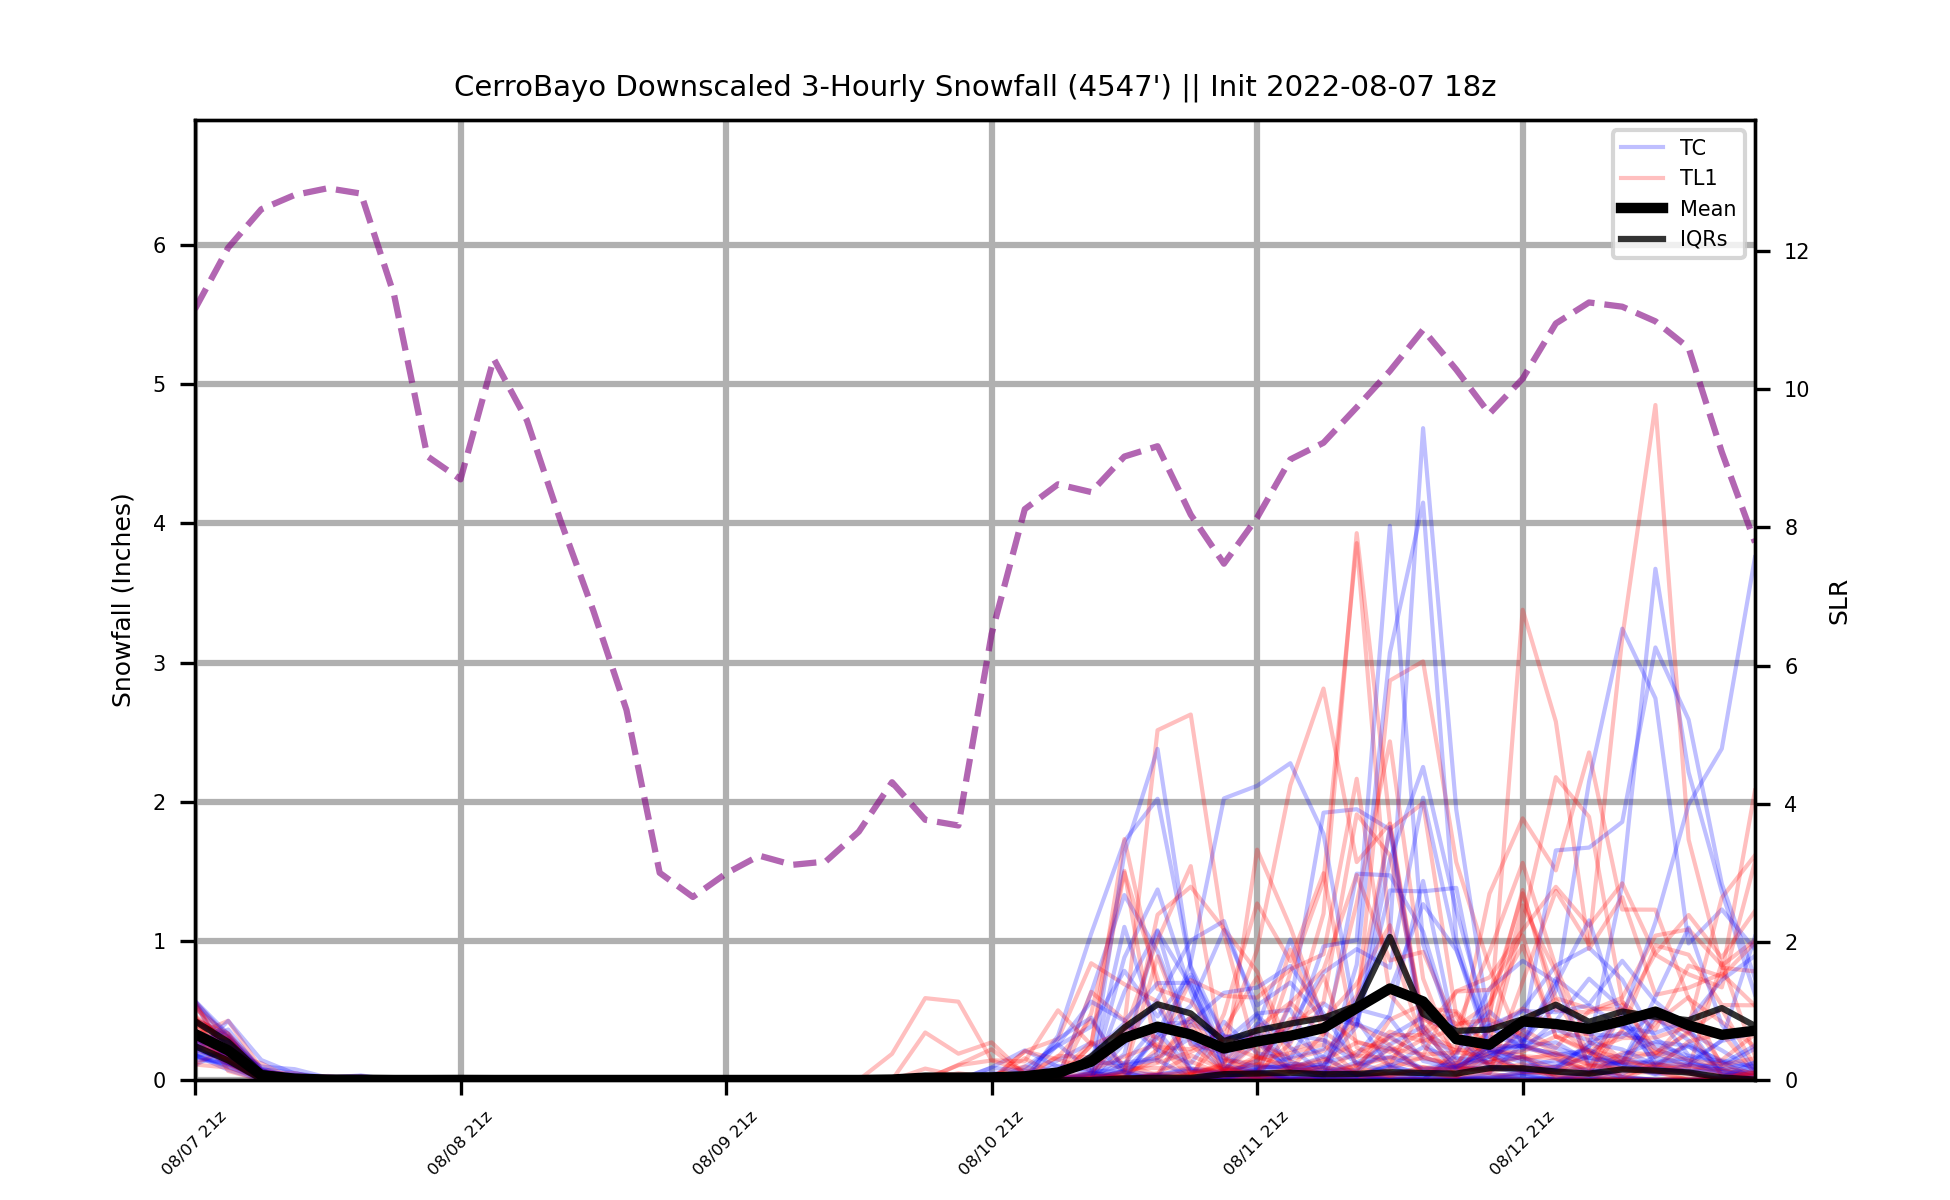 CerroBayo Downscaled 3-Hourly Snowfall (4547') || Init 2022-08-07 18z
TC
TL1
Mean
IQRs
Snowfall (Inches)
6
5
4
3
2
1
0
12
10
8
6
4
2
0
SLR
08/07 21z
08/08 21z
08/09 21z
08/10 21z
08/11 21z
08/12 21z